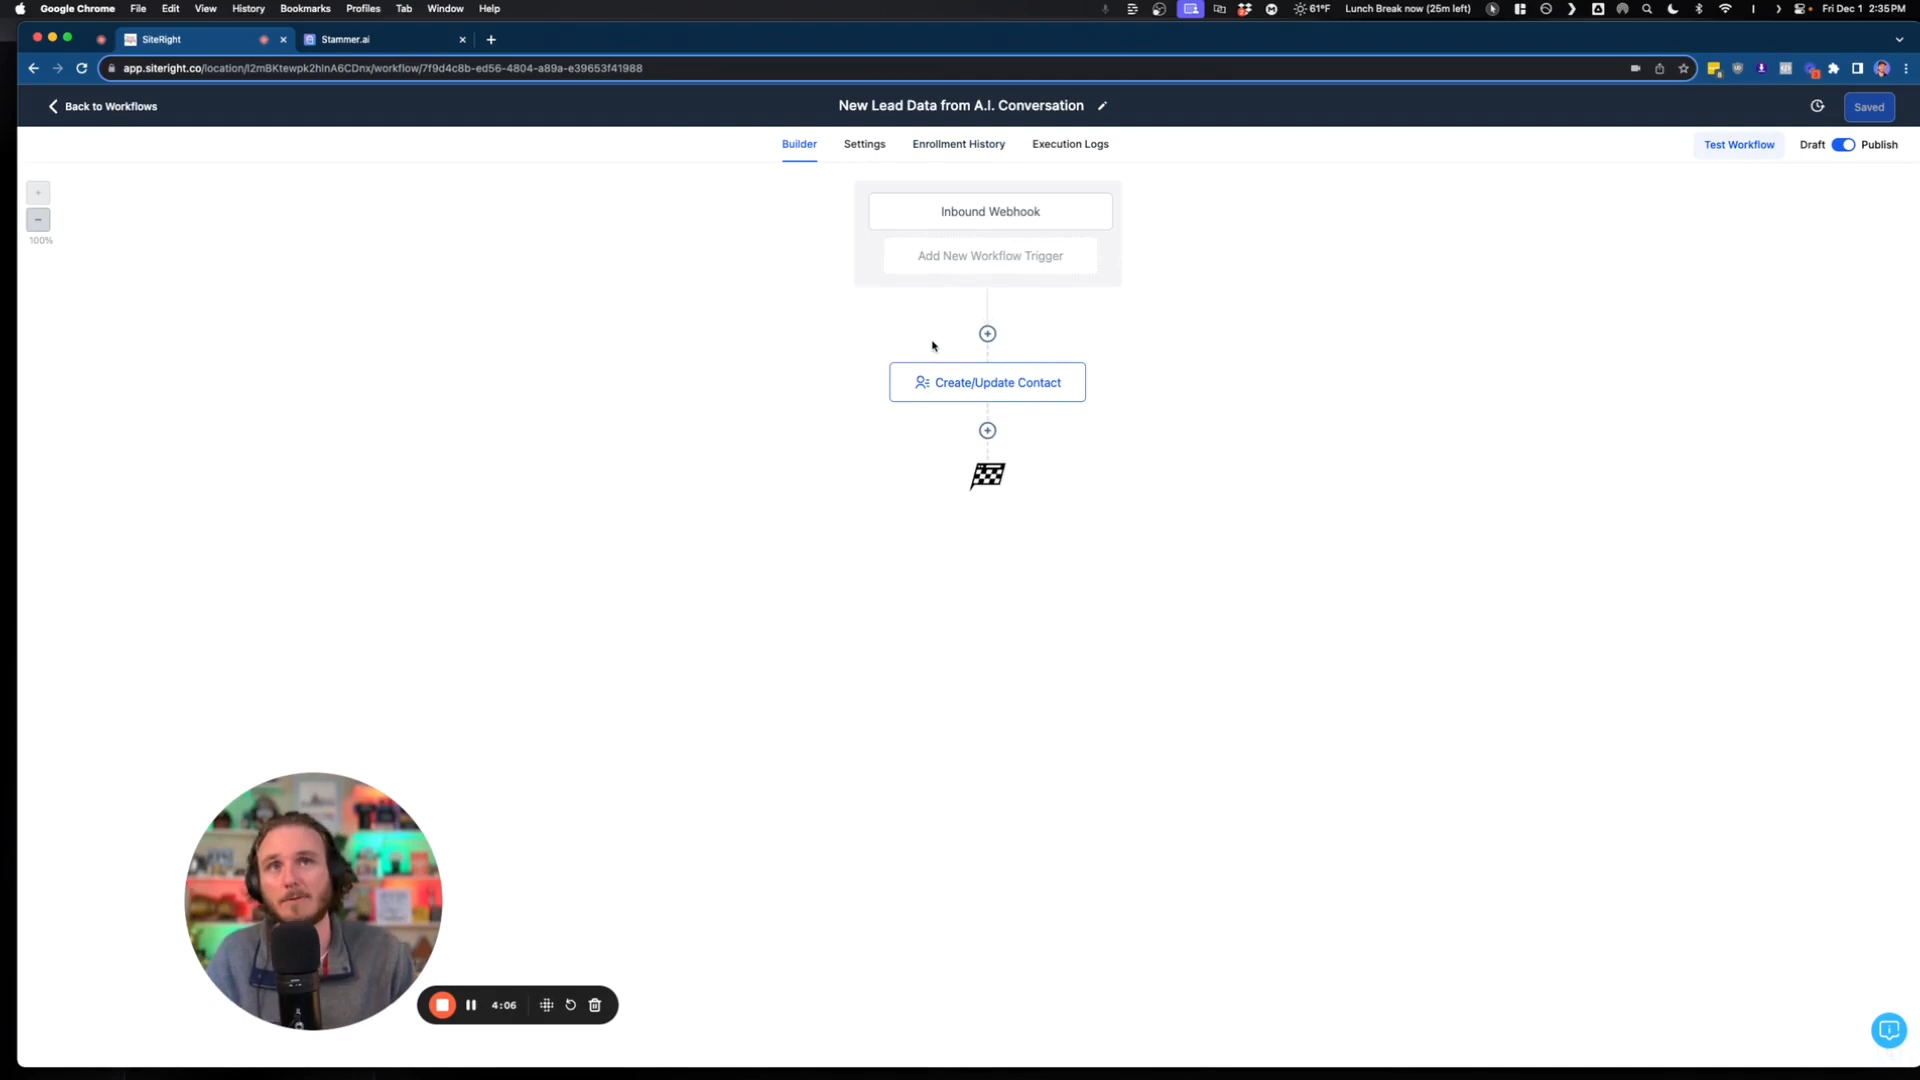 Google Chrome File Edit View History Bookmarks Profiles Tab Window Help 61°F Lunch Break now (25m left) Fri Dec 1 2:35 PM
SiteRight Stammer.ai
app.siteright.co/location/l2mBKtewpk2hlnA6CDnx/workflow/7f9d4c8b-ed56-4804-a89a-e39653f41988
Back to Workflows New Lead Data from A.I. Conversation Saved
Builder Settings Enrollment History Execution Logs Test Workflow Draft Publish
100%
Inbound Webhook
Add New Workflow Trigger
Create/Update Contact
4:06